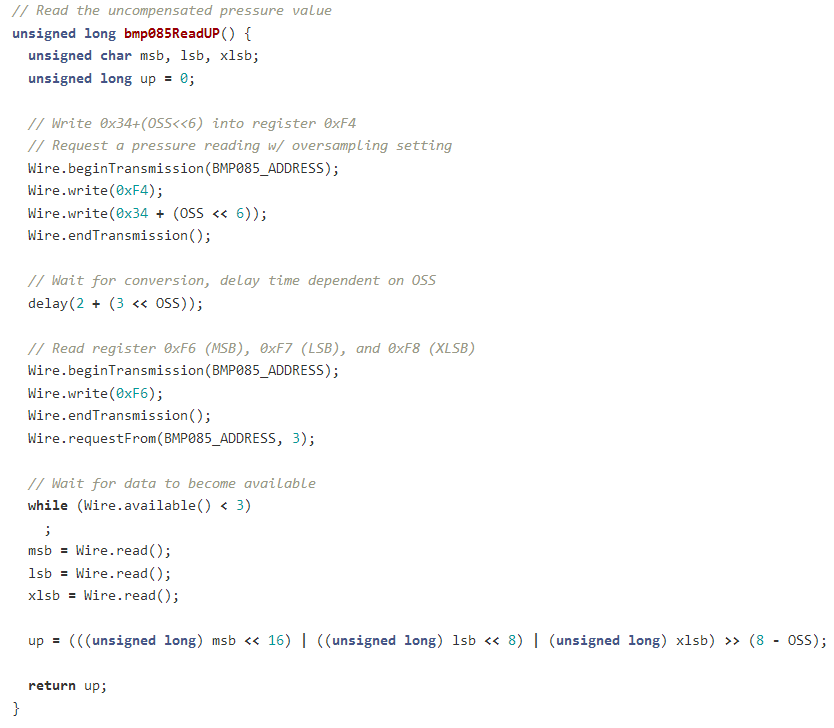 // Read the uncompensated pressure value
unsigned long bmp085ReadUP() {
  unsigned char msb, lsb, xlsb;
  unsigned long up = 0;

  // Write 0x34+(OSS<<6) into register 0xF4
  // Request a pressure reading w/ oversampling setting
  Wire.beginTransmission(BMP085_ADDRESS);
  Wire.write(0xF4);
  Wire.write(0x34 + (OSS << 6));
  Wire.endTransmission();

  // Wait for conversion, delay time dependent on OSS
  delay(2 + (3 << OSS));

  // Read register 0xF6 (MSB), 0xF7 (LSB), and 0xF8 (XLSB)
  Wire.beginTransmission(BMP085_ADDRESS);
  Wire.write(0xF6);
  Wire.endTransmission();
  Wire.requestFrom(BMP085_ADDRESS, 3);

  // Wait for data to become available
  while (Wire.available() < 3)
    ;
  msb = Wire.read();
  lsb = Wire.read();
  xlsb = Wire.read();

  up = (((unsigned long) msb << 16) | ((unsigned long) lsb << 8) | (unsigned long) xlsb) >> (8 - OSS);

  return up;
}